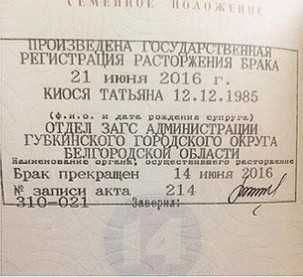 СЕМЕЙНОЕ ПОЛОЖЕНИЕ
ПРОИЗВЕДЕНА ГОСУДАРСТВЕННАЯ
РЕГИСТРАЦИЯ РАСТОРЖЕНИЯ БРАКА
21 июня 2016 г.
КИОСЯ ТАТЬЯНА 12.12.1985
(ф.и.о. и дата рождения супруга)
ОТДЕЛ ЗАГС АДМИНИСТРАЦИИ
ГУБКИНСКОГО ГОРОДСКОГО ОКРУГА
БЕЛГОРОДСКОЙ ОБЛАСТИ
Наименование органа, осуществившего расторжение
Брак прекращен 14 июня 2016
№ записи акта 214
310-021 Заверил:
14